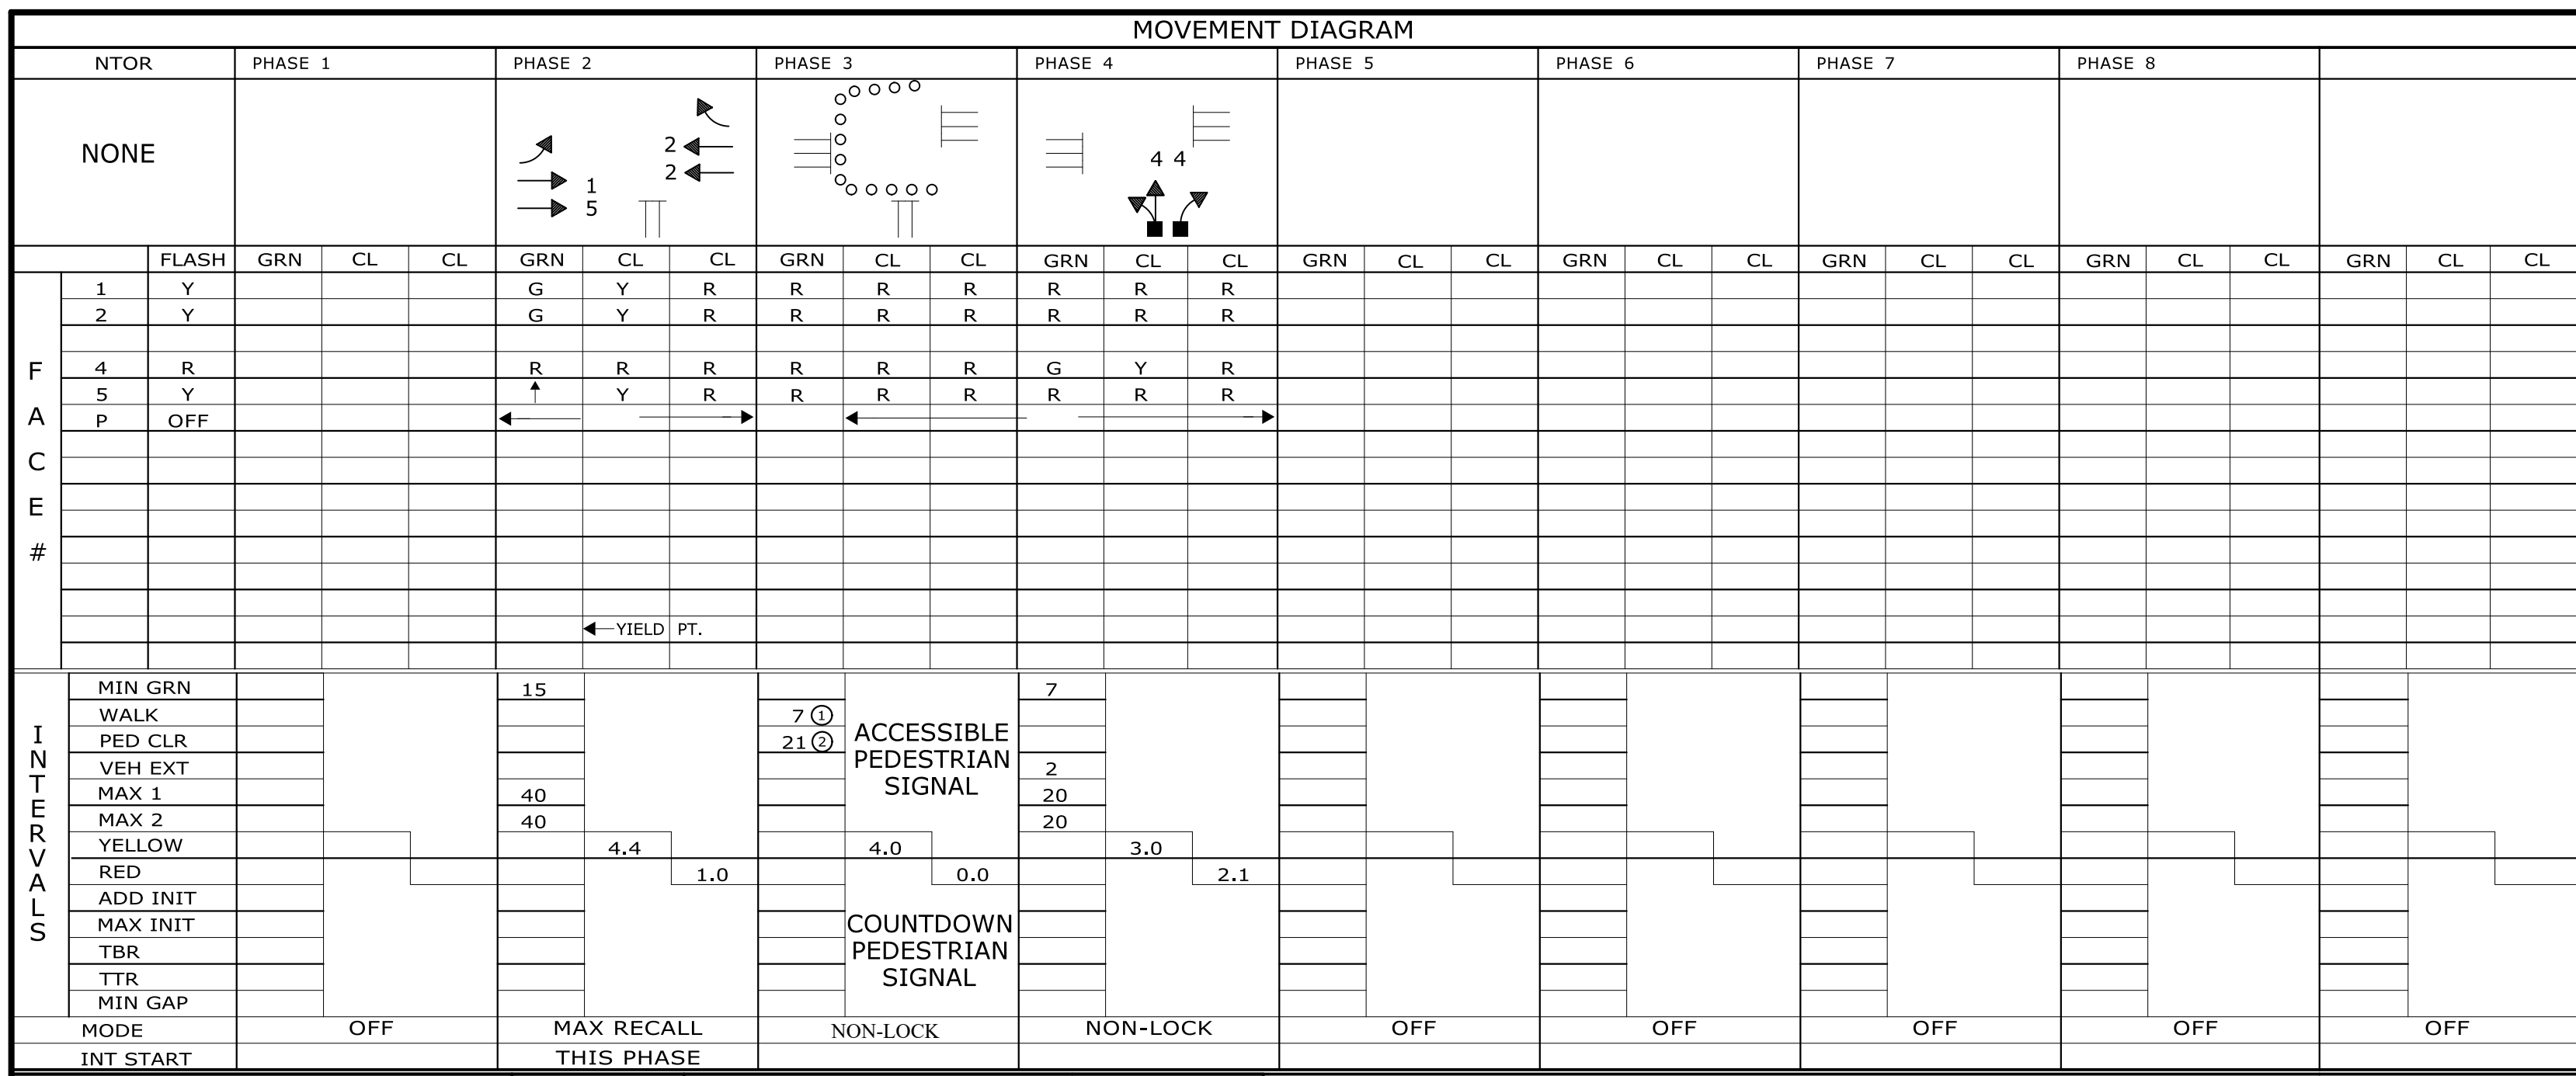 MOVEMENT DIAGRAM
NTOR PHASE 1 PHASE 2 PHASE 3 PHASE 4 PHASE 5 PHASE 6 PHASE 7 PHASE 8
NONE
2
2
1
5
4 4
FLASH GRN CL CL GRN CL CL GRN CL CL GRN CL CL GRN CL CL GRN CL CL GRN CL CL GRN CL CL GRN CL CL
FACE #
1 Y G Y R R R R R R R
2 Y G Y R R R R R R R
4 R R R R R R R G Y R
5 Y Y R R R R R R R
P OFF
YIELD PT.
INTERVALS
MIN GRN 15 7
WALK 7 ①
PED CLR 21 ②
ACCESSIBLE
PEDESTRIAN
SIGNAL
VEH EXT 2
MAX 1 40 20
MAX 2 40 20
YELLOW 4.4 4.0 3.0
RED 1.0 0.0 2.1
ADD INIT
MAX INIT
TBR
TTR
MIN GAP
COUNTDOWN
PEDESTRIAN
SIGNAL
MODE OFF MAX RECALL NON-LOCK NON-LOCK OFF OFF OFF OFF OFF
INT START THIS PHASE